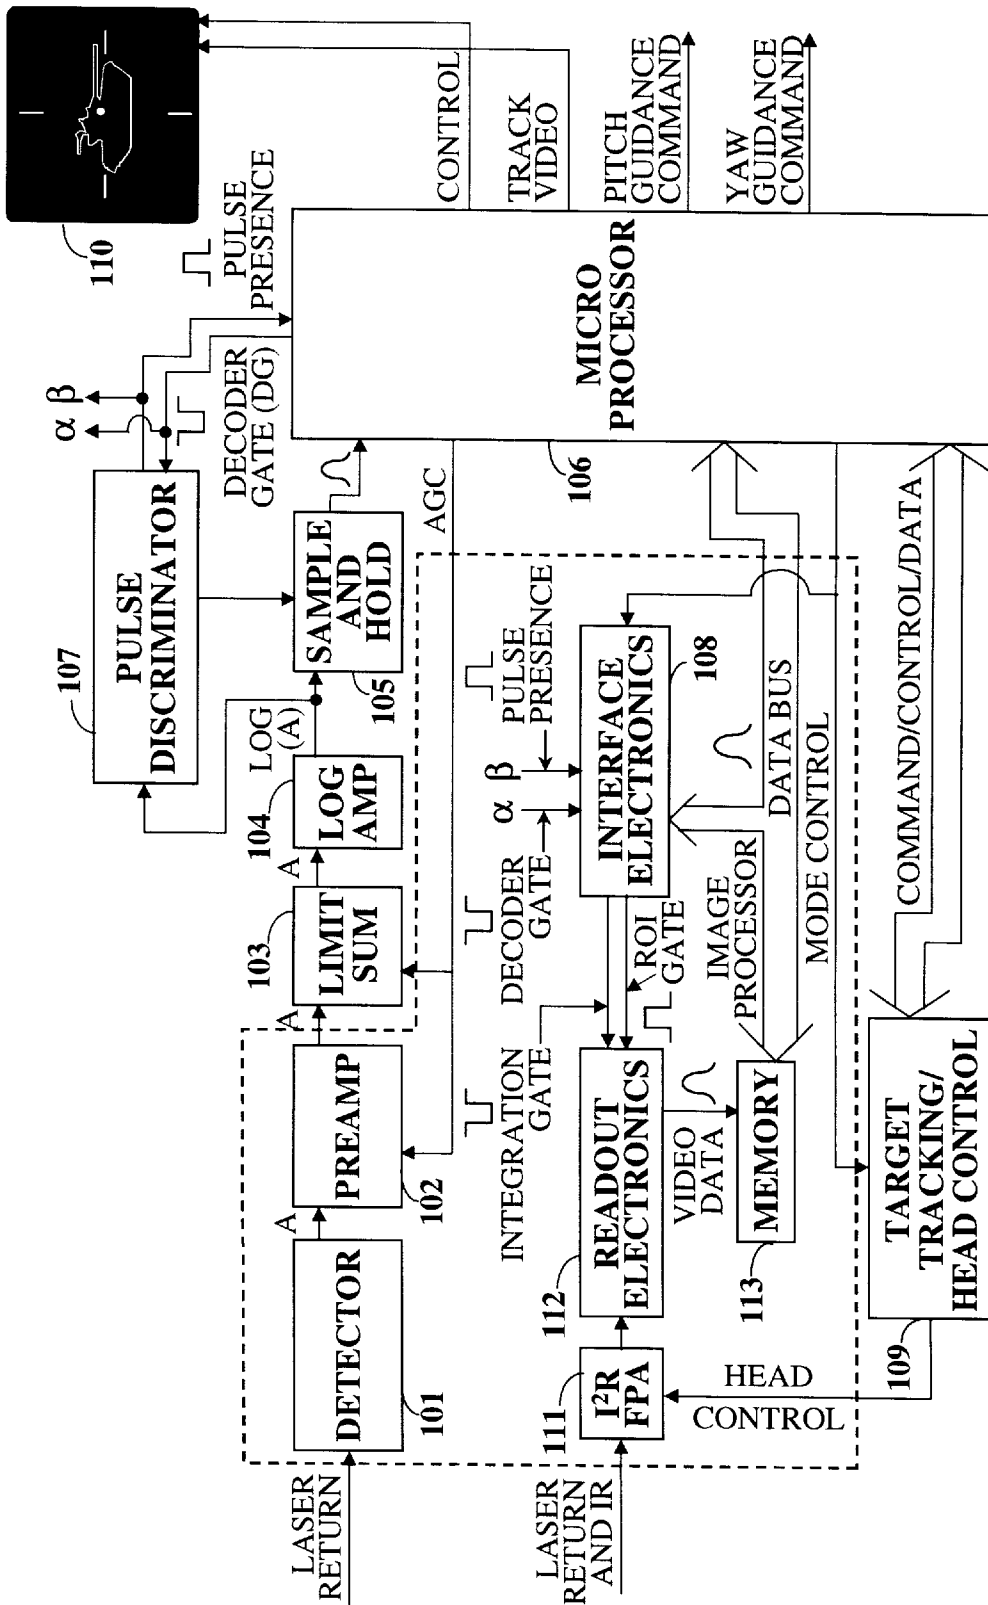 110
CONTROL
TRACK
VIDEO
PITCH
GUIDANCE
COMMAND
YAW
GUIDANCE
COMMAND
PULSE
PRESENCE
α
β
DECODER
GATE (DG)
107
PULSE
DISCRIMINATOR
MICRO
PROCESSOR
106
AGC
LASER
RETURN
DETECTOR
101
A
PREAMP
102
A
103
LIMIT
SUM
A
104
LOG
AMP
LOG
(A)
SAMPLE
AND
HOLD
105
INTEGRATION
GATE
DECODER
GATE
α
β
PULSE
PRESENCE
LASER
RETURN
AND IR
111
I²R
FPA
112
READOUT
ELECTRONICS
ROI
GATE
INTERFACE
ELECTRONICS
108
VIDEO
DATA
IMAGE
PROCESSOR
DATA BUS
MODE CONTROL
MEMORY
113
HEAD
CONTROL
109
TARGET
TRACKING/
HEAD CONTROL
COMMAND/CONTROL/DATA